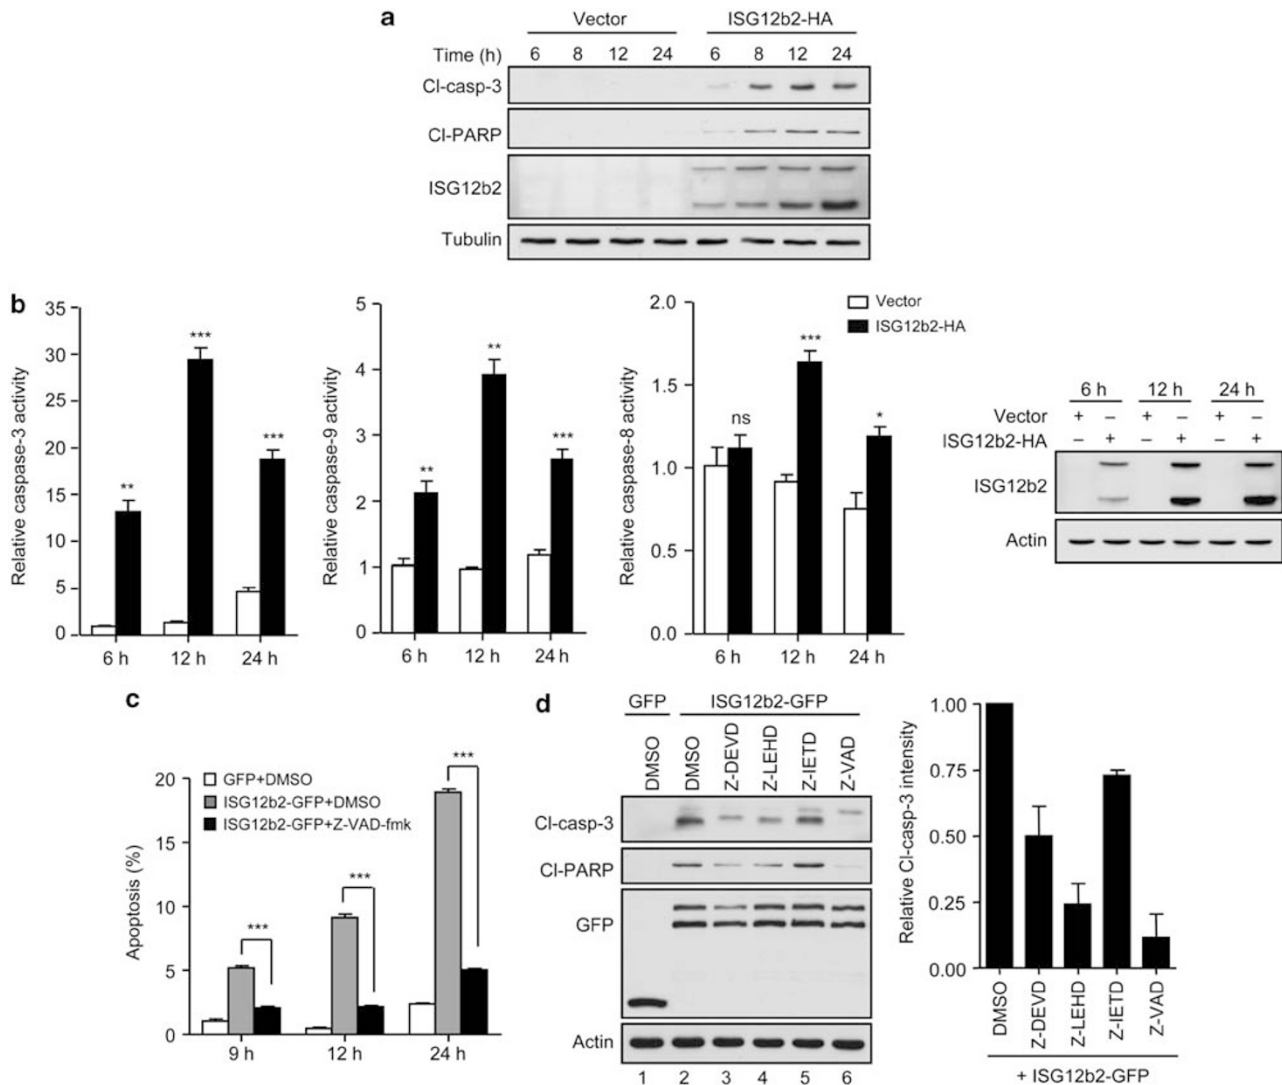 a
Vector ISG12b2-HA
Time (h) 6 8 12 24 6 8 12 24
Cl-casp-3
Cl-PARP
ISG12b2
Tubulin
b
Relative caspase-3 activity
35
30
25
20
15
10
5
0
** *** ***
6 h 12 h 24 h
Relative caspase-9 activity
5
4
3
2
1
0
** ** ***
6 h 12 h 24 h
Relative caspase-8 activity
2.0
1.5
1.0
0.5
0.0
ns *** *
6 h 12 h 24 h
Vector
ISG12b2-HA
6 h 12 h 24 h
Vector + – + – + –
ISG12b2-HA – + – + – +
ISG12b2
Actin
c
Apoptosis (%)
20
15
10
5
0
GFP+DMSO
ISG12b2-GFP+DMSO
ISG12b2-GFP+Z-VAD-fmk
*** *** ***
9 h 12 h 24 h
d
GFP ISG12b2-GFP
DMSO DMSO Z-DEVD Z-LEHD Z-IETD Z-VAD
Cl-casp-3
Cl-PARP
GFP
Actin
1 2 3 4 5 6
Relative Cl-casp-3 intensity
1.00
0.75
0.50
0.25
0.00
DMSO Z-DEVD Z-LEHD Z-IETD Z-VAD
+ ISG12b2-GFP